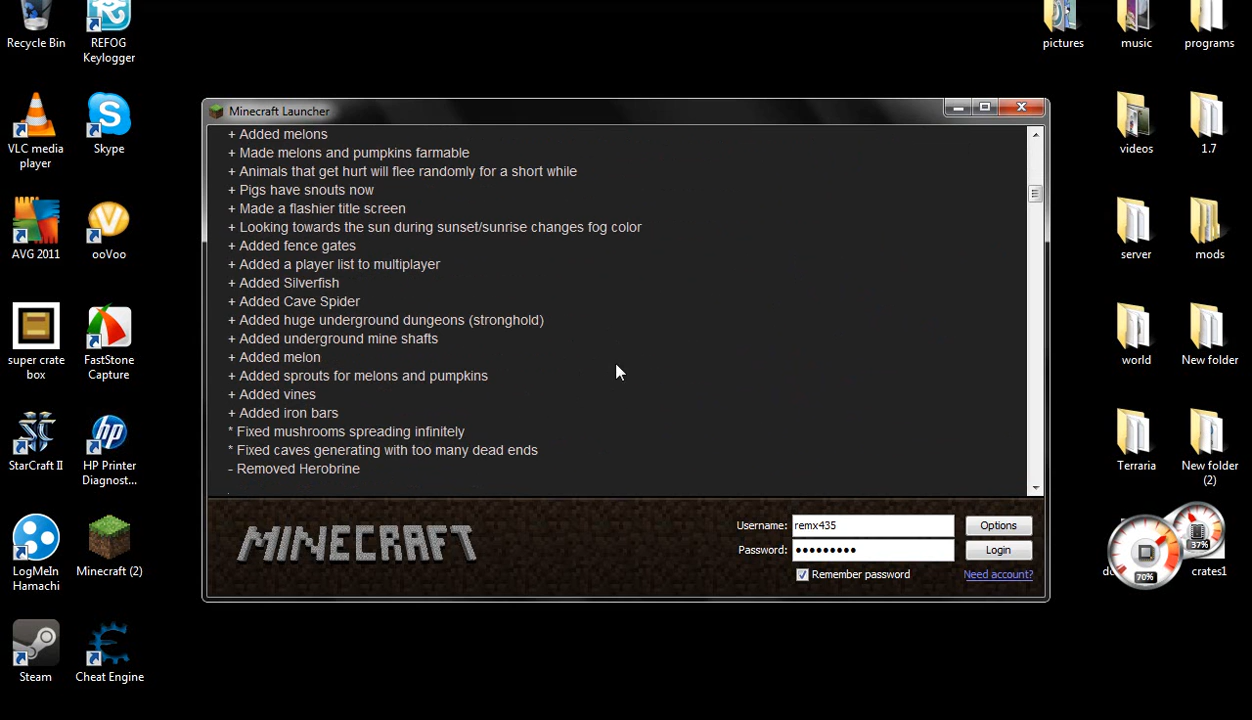 Recycle Bin
REFOG
Keylogger
pictures
music
programs
Minecraft Launcher
+ Added melons
+ Made melons and pumpkins farmable
+ Animals that get hurt will flee randomly for a short while
+ Pigs have snouts now
+ Made a flashier title screen
+ Looking towards the sun during sunset/sunrise changes fog color
+ Added fence gates
+ Added a player list to multiplayer
+ Added Silverfish
+ Added Cave Spider
+ Added huge underground dungeons (stronghold)
+ Added underground mine shafts
+ Added melon
+ Added sprouts for melons and pumpkins
+ Added vines
+ Added iron bars
* Fixed mushrooms spreading infinitely
* Fixed caves generating with too many dead ends
- Removed Herobrine
MINECRAFT
Username: remx435
Options
Password: •••••••••
Login
Remember password
Need account?
VLC media
player
Skype
videos
1.7
AVG 2011
ooVoo
server
mods
super crate
box
FastStone
Capture
world
New folder
StarCraft II
HP Printer
Diagnost...
Terraria
New folder
(2)
LogMeIn
Hamachi
Minecraft (2)
70%
37%
crates1
Steam
Cheat Engine